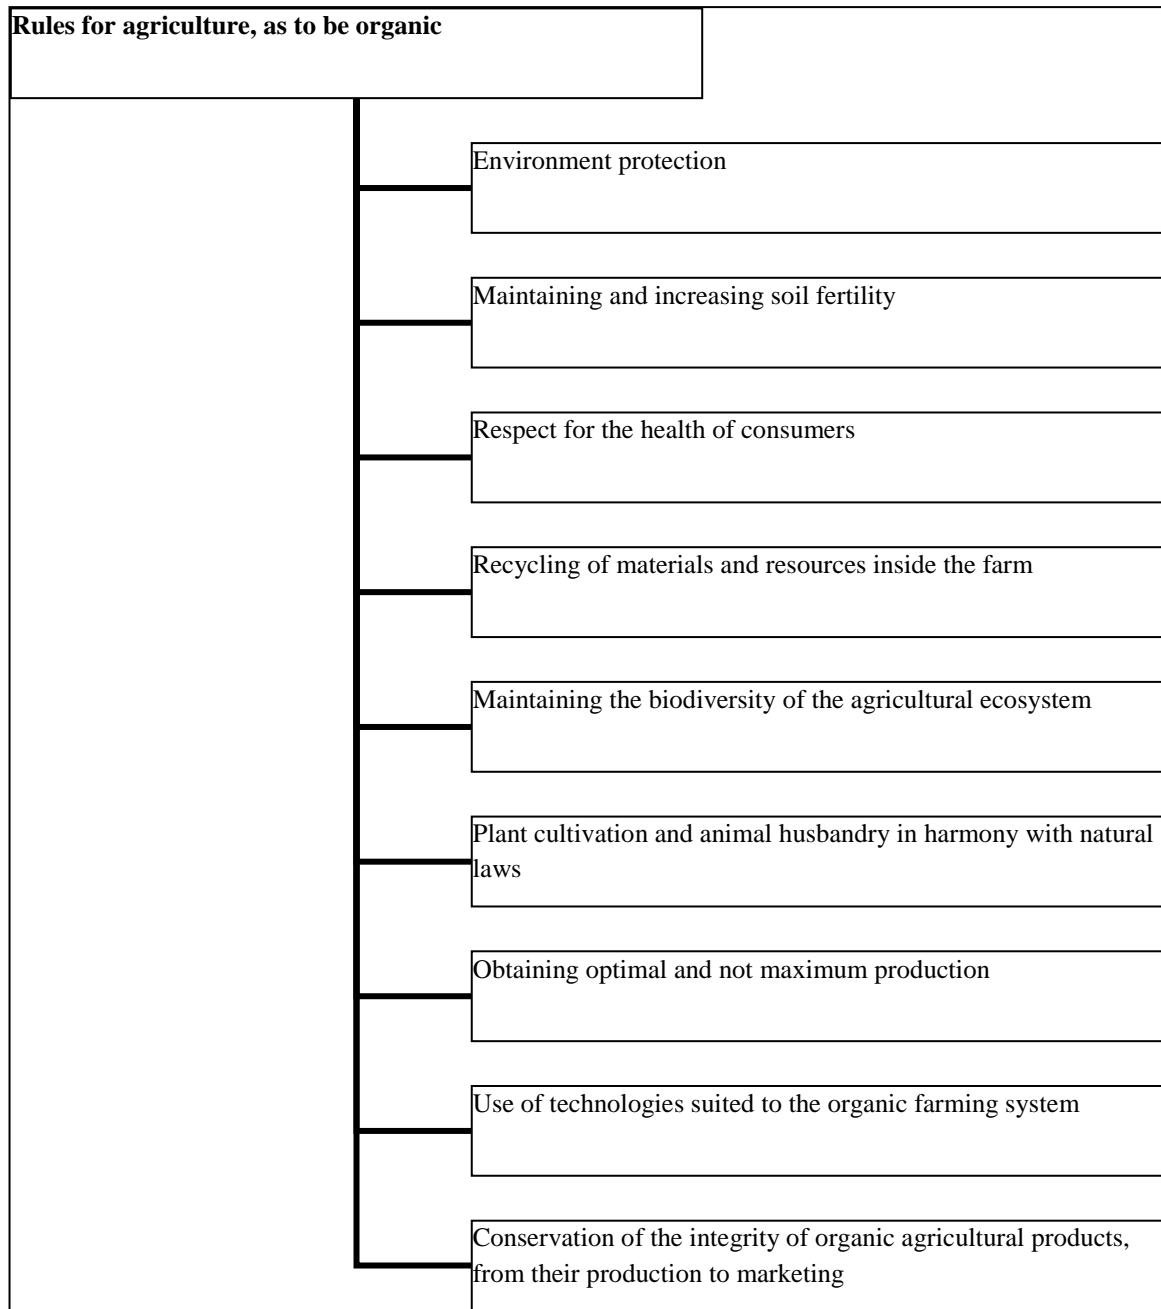 Rules for agriculture, as to be organic
Environment protection
Maintaining and increasing soil fertility
Respect for the health of consumers
Recycling of materials and resources inside the farm
Maintaining the biodiversity of the agricultural ecosystem
Plant cultivation and animal husbandry in harmony with natural
laws
Obtaining optimal and not maximum production
Use of technologies suited to the organic farming system
Conservation of the integrity of organic agricultural products,
from their production to marketing